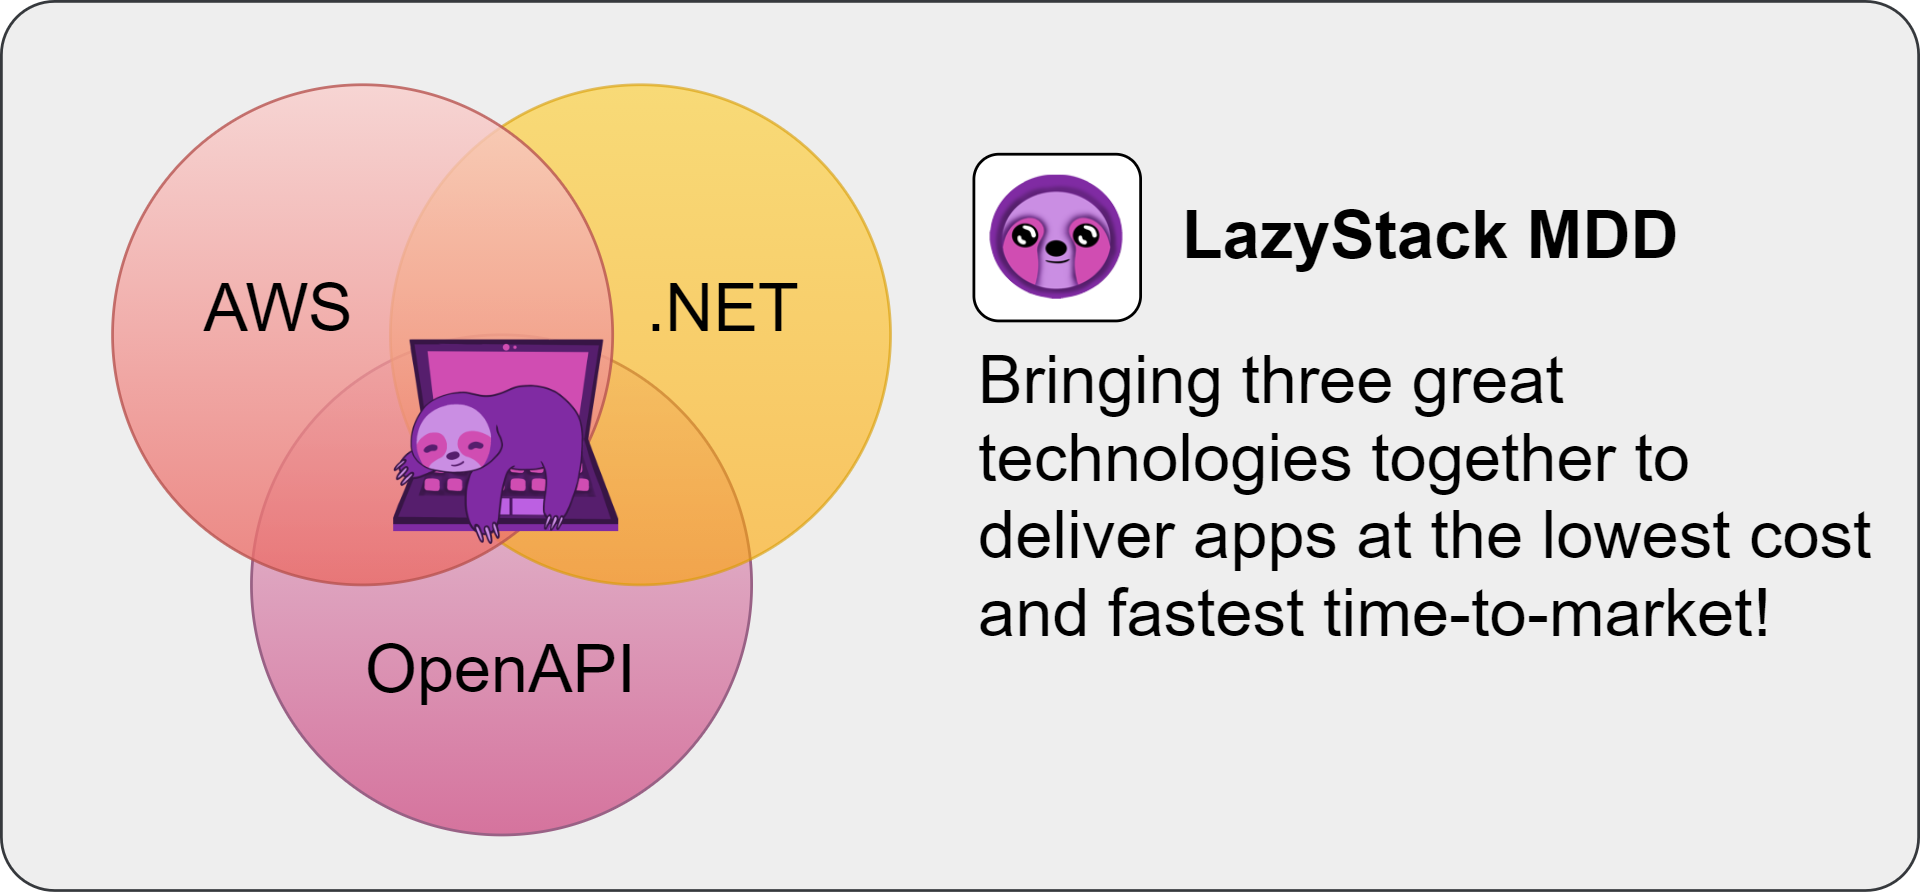 AWS
.NET
OpenAPI
LazyStack MDD
Bringing three great
technologies together to
deliver apps at the lowest cost
and fastest time-to-market!